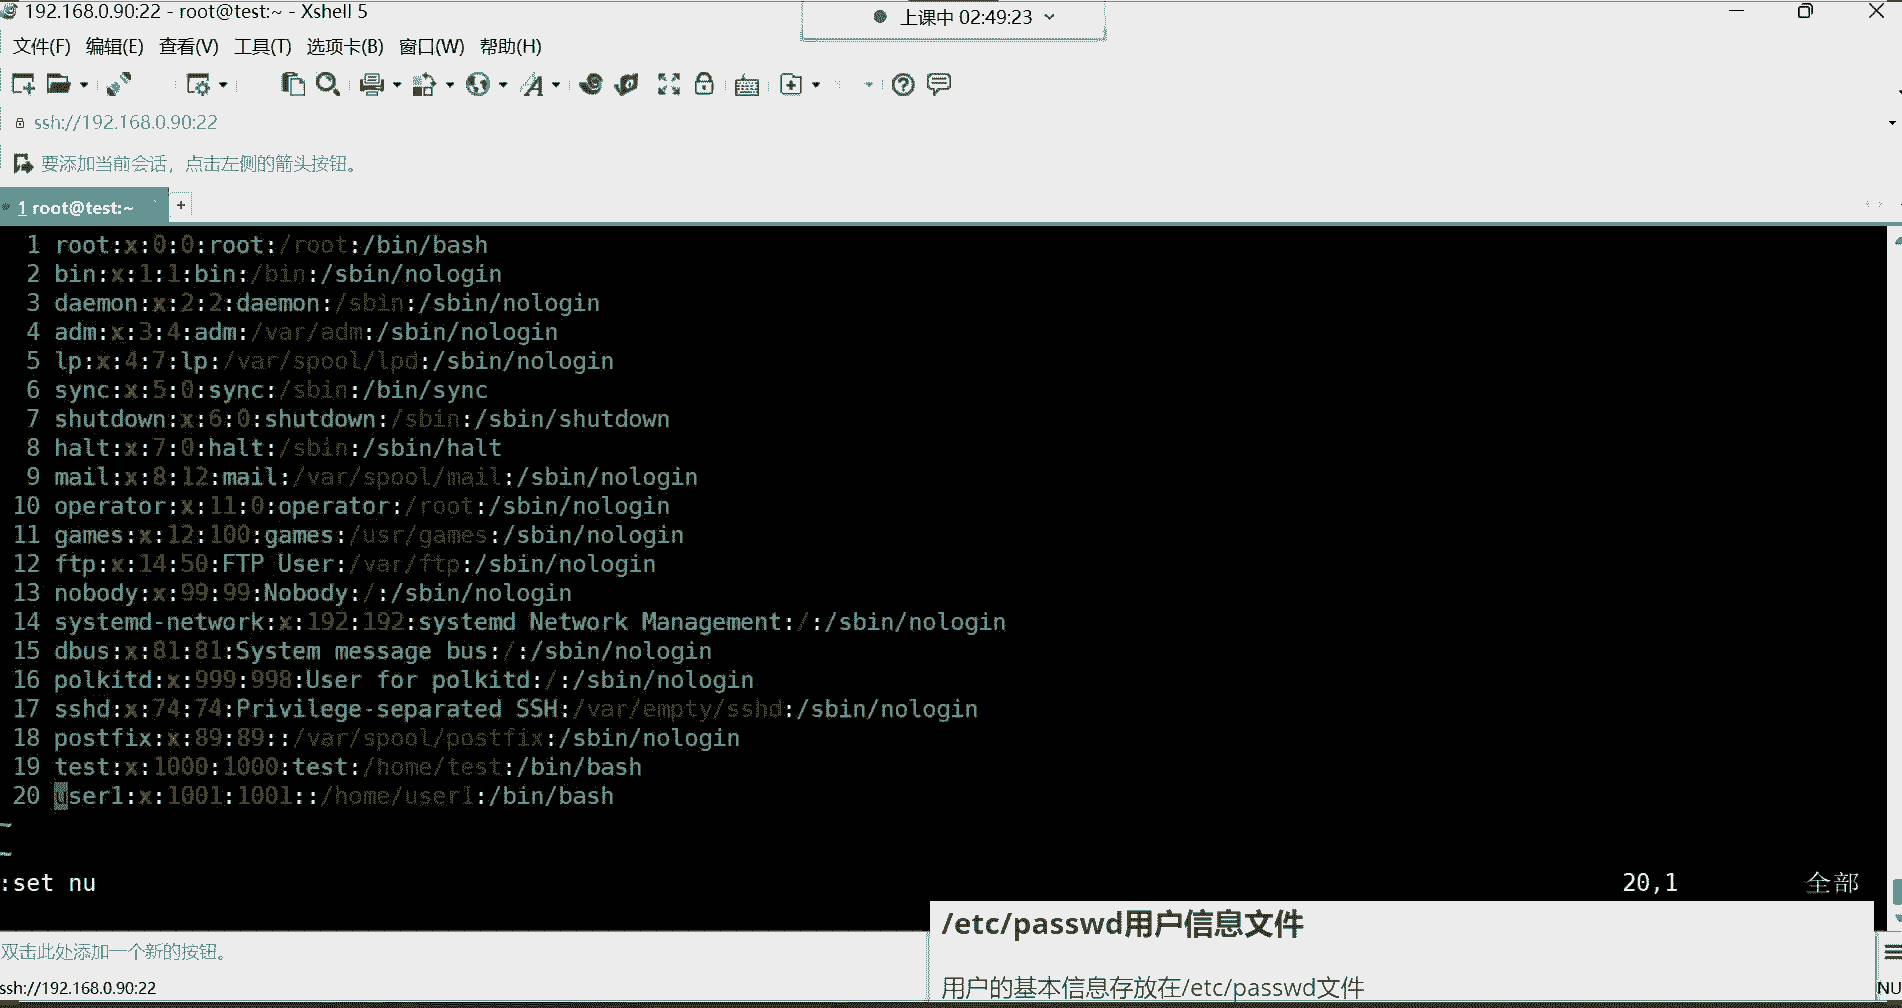 192.168.0.90:22 - root@test:~ - Xshell 5
上课中 02:49:23
文件(F) 编辑(E) 查看(V) 工具(T) 选项卡(B) 窗口(W) 帮助(H)
ssh://192.168.0.90:22
要添加当前会话，点击左侧的箭头按钮。
1 root@test:~
+
1 root:x:0:0:root:/root:/bin/bash
2 bin:x:1:1:bin:/bin:/sbin/nologin
3 daemon:x:2:2:daemon:/sbin:/sbin/nologin
4 adm:x:3:4:adm:/var/adm:/sbin/nologin
5 lp:x:4:7:lp:/var/spool/lpd:/sbin/nologin
6 sync:x:5:0:sync:/sbin:/bin/sync
7 shutdown:x:6:0:shutdown:/sbin:/sbin/shutdown
8 halt:x:7:0:halt:/sbin:/sbin/halt
9 mail:x:8:12:mail:/var/spool/mail:/sbin/nologin
10 operator:x:11:0:operator:/root:/sbin/nologin
11 games:x:12:100:games:/usr/games:/sbin/nologin
12 ftp:x:14:50:FTP User:/var/ftp:/sbin/nologin
13 nobody:x:99:99:Nobody:/:/sbin/nologin
14 systemd-network:x:192:192:systemd Network Management:/:/sbin/nologin
15 dbus:x:81:81:System message bus:/:/sbin/nologin
16 polkitd:x:999:998:User for polkitd:/:/sbin/nologin
17 sshd:x:74:74:Privilege-separated SSH:/var/empty/sshd:/sbin/nologin
18 postfix:x:89:89::/var/spool/postfix:/sbin/nologin
19 test:x:1000:1000:test:/home/test:/bin/bash
20 user1:x:1001:1001::/home/user1:/bin/bash
~
~
:set nu 20,1 全部
/etc/passwd用户信息文件
双击此处添加一个新的按钮。
用户的基本信息存放在/etc/passwd文件
ssh://192.168.0.90:22
NU